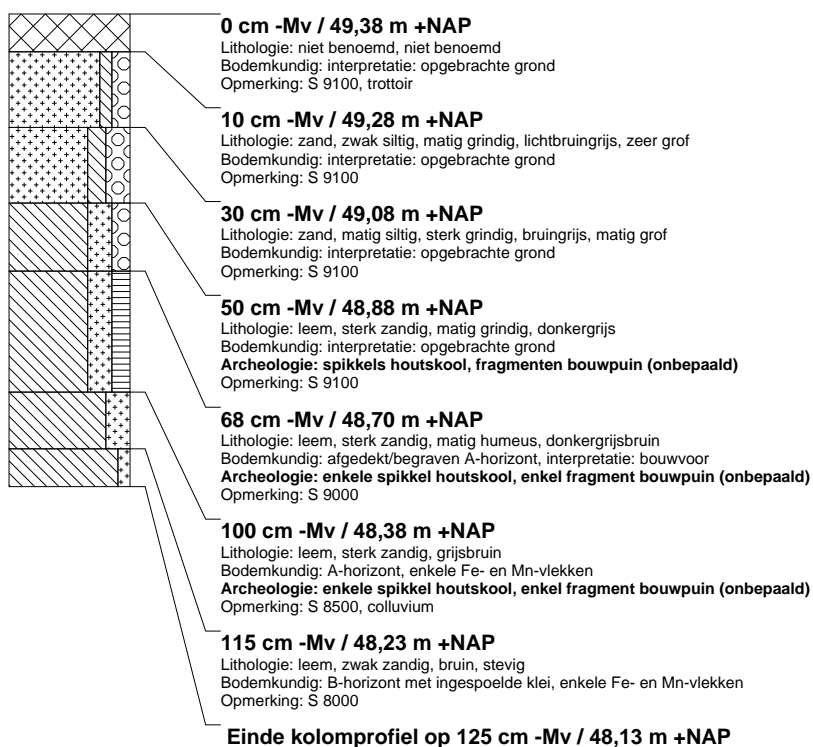 0 cm -Mv / 49,38 m +NAP
Lithologie: niet benoemd, niet benoemd
Bodemkundig: interpretatie: opgebrachte grond
Opmerking: S 9100, trottoir
10 cm -Mv / 49,28 m +NAP
Lithologie: zand, zwak siltig, matig grindig, lichtbruingrijs, zeer grof
Bodemkundig: interpretatie: opgebrachte grond
Opmerking: S 9100
30 cm -Mv / 49,08 m +NAP
Lithologie: zand, matig siltig, sterk grindig, bruingrijs, matig grof
Bodemkundig: interpretatie: opgebrachte grond
Opmerking: S 9100
50 cm -Mv / 48,88 m +NAP
Lithologie: leem, sterk zandig, matig grindig, donkergrijs
Bodemkundig: interpretatie: opgebrachte grond
Archeologie: spikkels houtskool, fragmenten bouwpuin (onbepaald)
Opmerking: S 9100
68 cm -Mv / 48,70 m +NAP
Lithologie: leem, sterk zandig, matig humeus, donkergrijsbruin
Bodemkundig: afgedekt/begraven A-horizont, interpretatie: bouwvoor
Archeologie: enkele spikkel houtskool, enkel fragment bouwpuin (onbepaald)
Opmerking: S 9000
100 cm -Mv / 48,38 m +NAP
Lithologie: leem, sterk zandig, grijsbruin
Bodemkundig: A-horizont, enkele Fe- en Mn-vlekken
Archeologie: enkele spikkel houtskool, enkel fragment bouwpuin (onbepaald)
Opmerking: S 8500, colluvium
115 cm -Mv / 48,23 m +NAP
Lithologie: leem, zwak zandig, bruin, stevig
Bodemkundig: B-horizont met ingespoelde klei, enkele Fe- en Mn-vlekken
Opmerking: S 8000
Einde kolomprofiel op 125 cm -Mv / 48,13 m +NAP